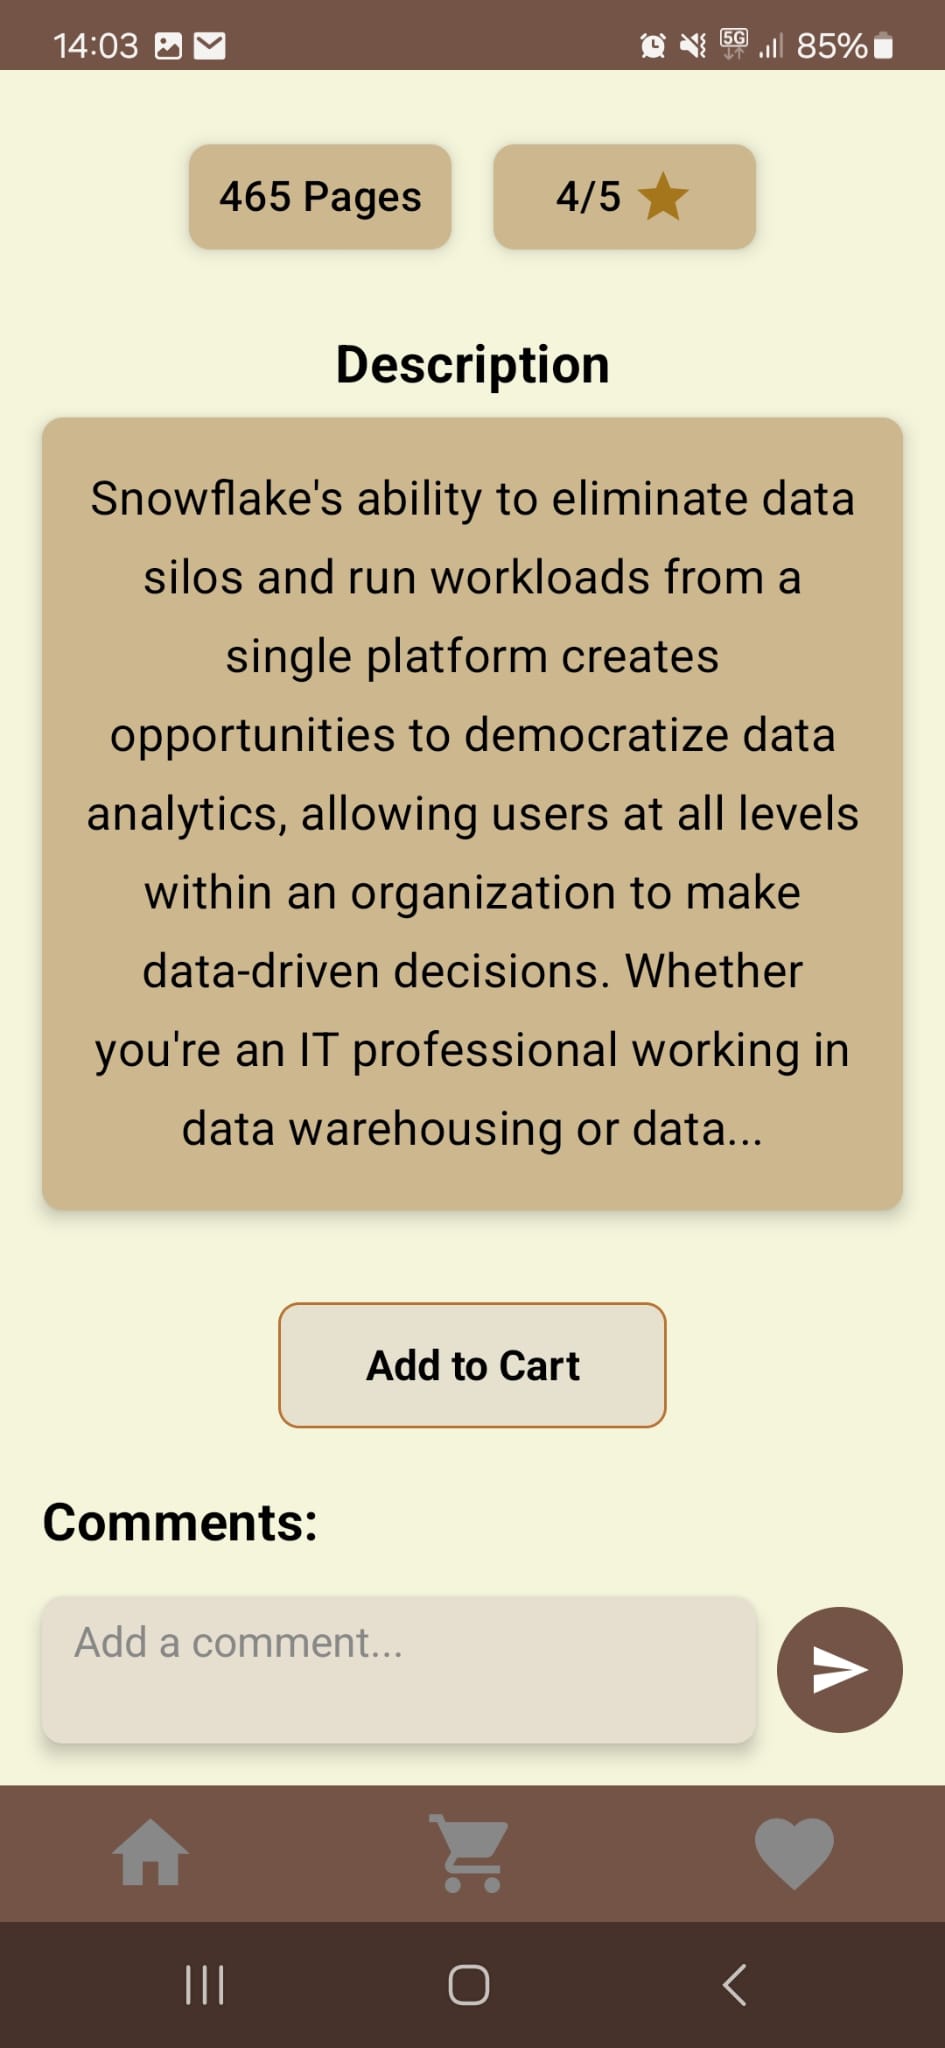 14:03
5G
85%
465 Pages
4/5
Description
Snowflake's ability to eliminate data
silos and run workloads from a
single platform creates
opportunities to democratize data
analytics, allowing users at all levels
within an organization to make
data-driven decisions. Whether
you're an IT professional working in
data warehousing or data...
Add to Cart
Comments:
Add a comment...